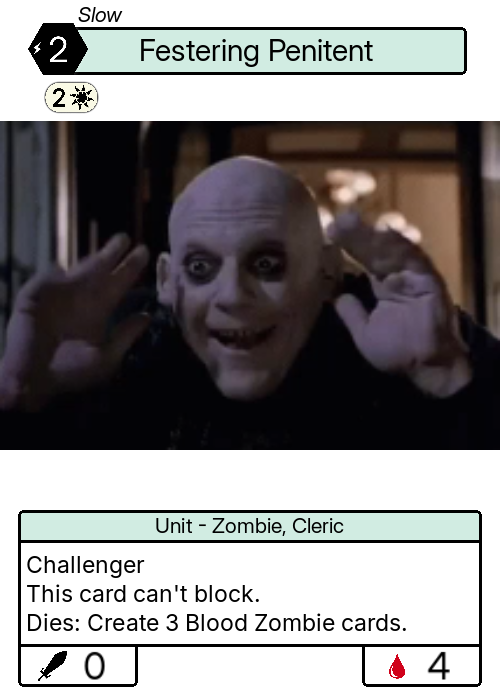 Slow
2
Festering Penitent
2
Unit - Zombie, Cleric
Challenger
This card can't block.
Dies: Create 3 Blood Zombie cards.
0
4